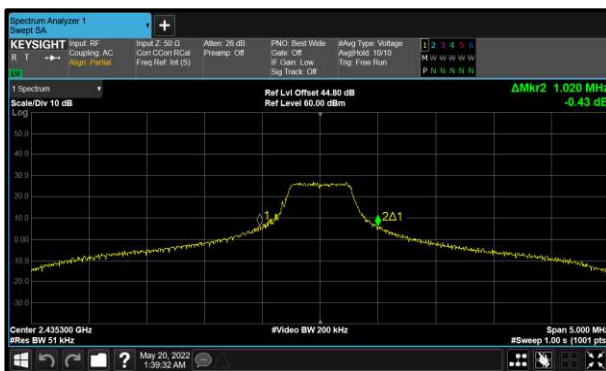 Spectrum Analyzer 1
Swept SA
+
KEYSIGHT
R T
Input: RF
Coupling: AC
Align: Partial
Input Z: 50 Ω
Corr CCorr RCal
Freq Ref: Int (S)
Atten: 26 dB
Preamp: Off
PNO: Best Wide
Gate: Off
IF Gain: Low
Sig Track: Off
#Avg Type: Voltage
Avg|Hold: 10/10
Trig: Free Run
1 2 3 4 5 6
M W W W W W
P N N N N N
1 Spectrum
Scale/Div 10 dB
Log
Ref Lvl Offset 44.80 dB
Ref Level 60.00 dBm
ΔMkr2 1.020 MHz
-0.43 dB
50.0
40.0
30.0
20.0
10.0
0.00
-10.0
-20.0
-30.0
1
2Δ1
Center 2.435300 GHz
#Res BW 51 kHz
#Video BW 200 kHz
Span 5.000 MHz
#Sweep 1.00 s (1001 pts)
?
May 20, 2022
1:39:32 AM